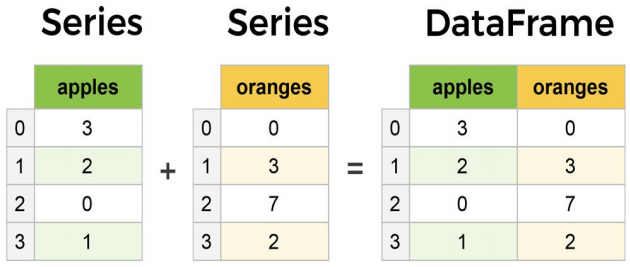 Series Series DataFrame
apples oranges apples oranges
0 3 0 0 0 3 0
1 2 + 1 3 = 1 2 3
2 0 2 7 2 0 7
3 1 3 2 3 1 2